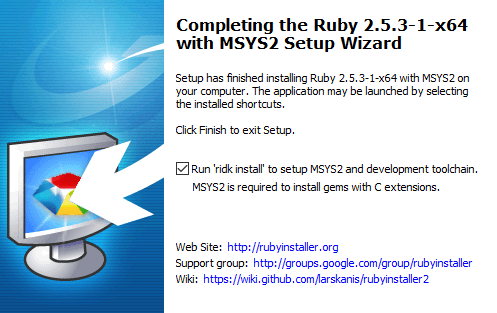 Completing the Ruby 2.5.3-1-x64
with MSYS2 Setup Wizard
Setup has finished installing Ruby 2.5.3-1-x64 with MSYS2 on
your computer. The application may be launched by selecting
the installed shortcuts.
Click Finish to exit Setup.
Run 'ridk install' to setup MSYS2 and development toolchain.
MSYS2 is required to install gems with C extensions.
Web Site: http://rubyinstaller.org
Support group: http://groups.google.com/group/rubyinstaller
Wiki: https://wiki.github.com/larskanis/rubyinstaller2